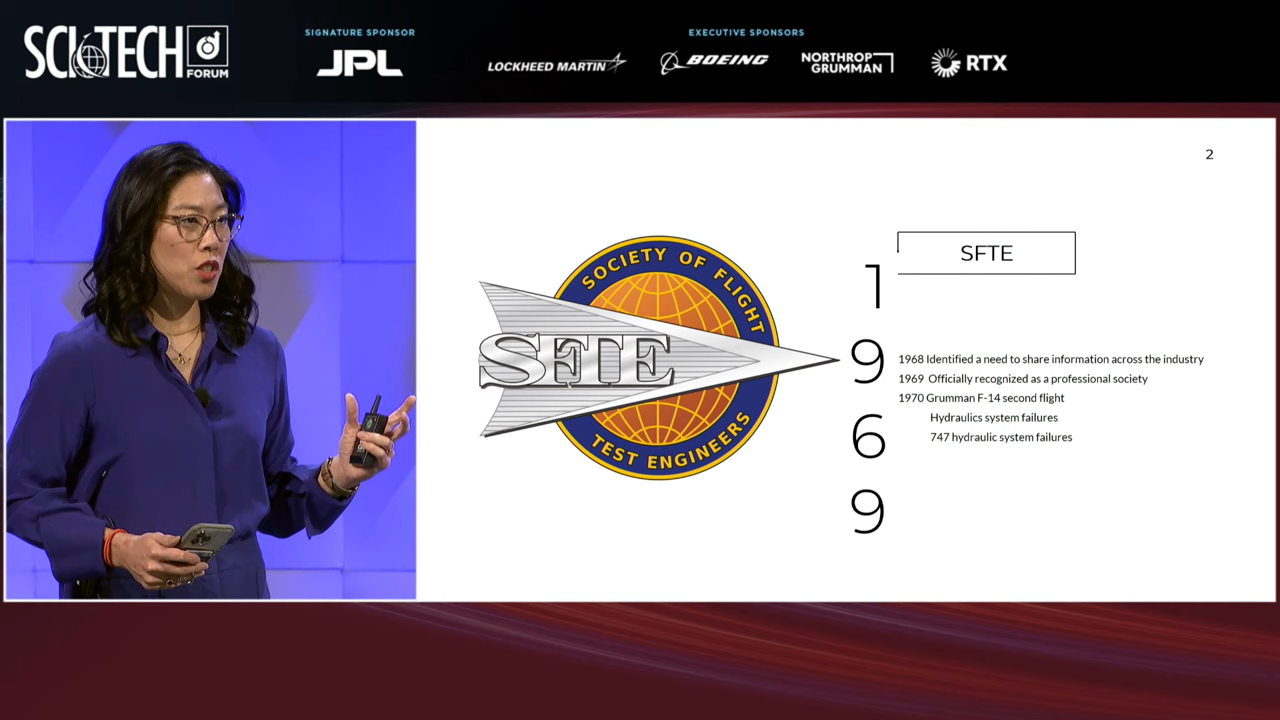 SCITECH
FORUM
SIGNATURE SPONSOR
JPL
EXECUTIVE SPONSORS
LOCKHEED MARTIN
BOEING
NORTHROP
GRUMMAN
RTX
2
SOCIETY OF FLIGHT
SFTE
TEST ENGINEERS
SFTE
1
9
6
9
1968 Identified a need to share information across the industry
1969 Officially recognized as a professional society
1970 Grumman F-14 second flight
Hydraulics system failures
747 hydraulic system failures